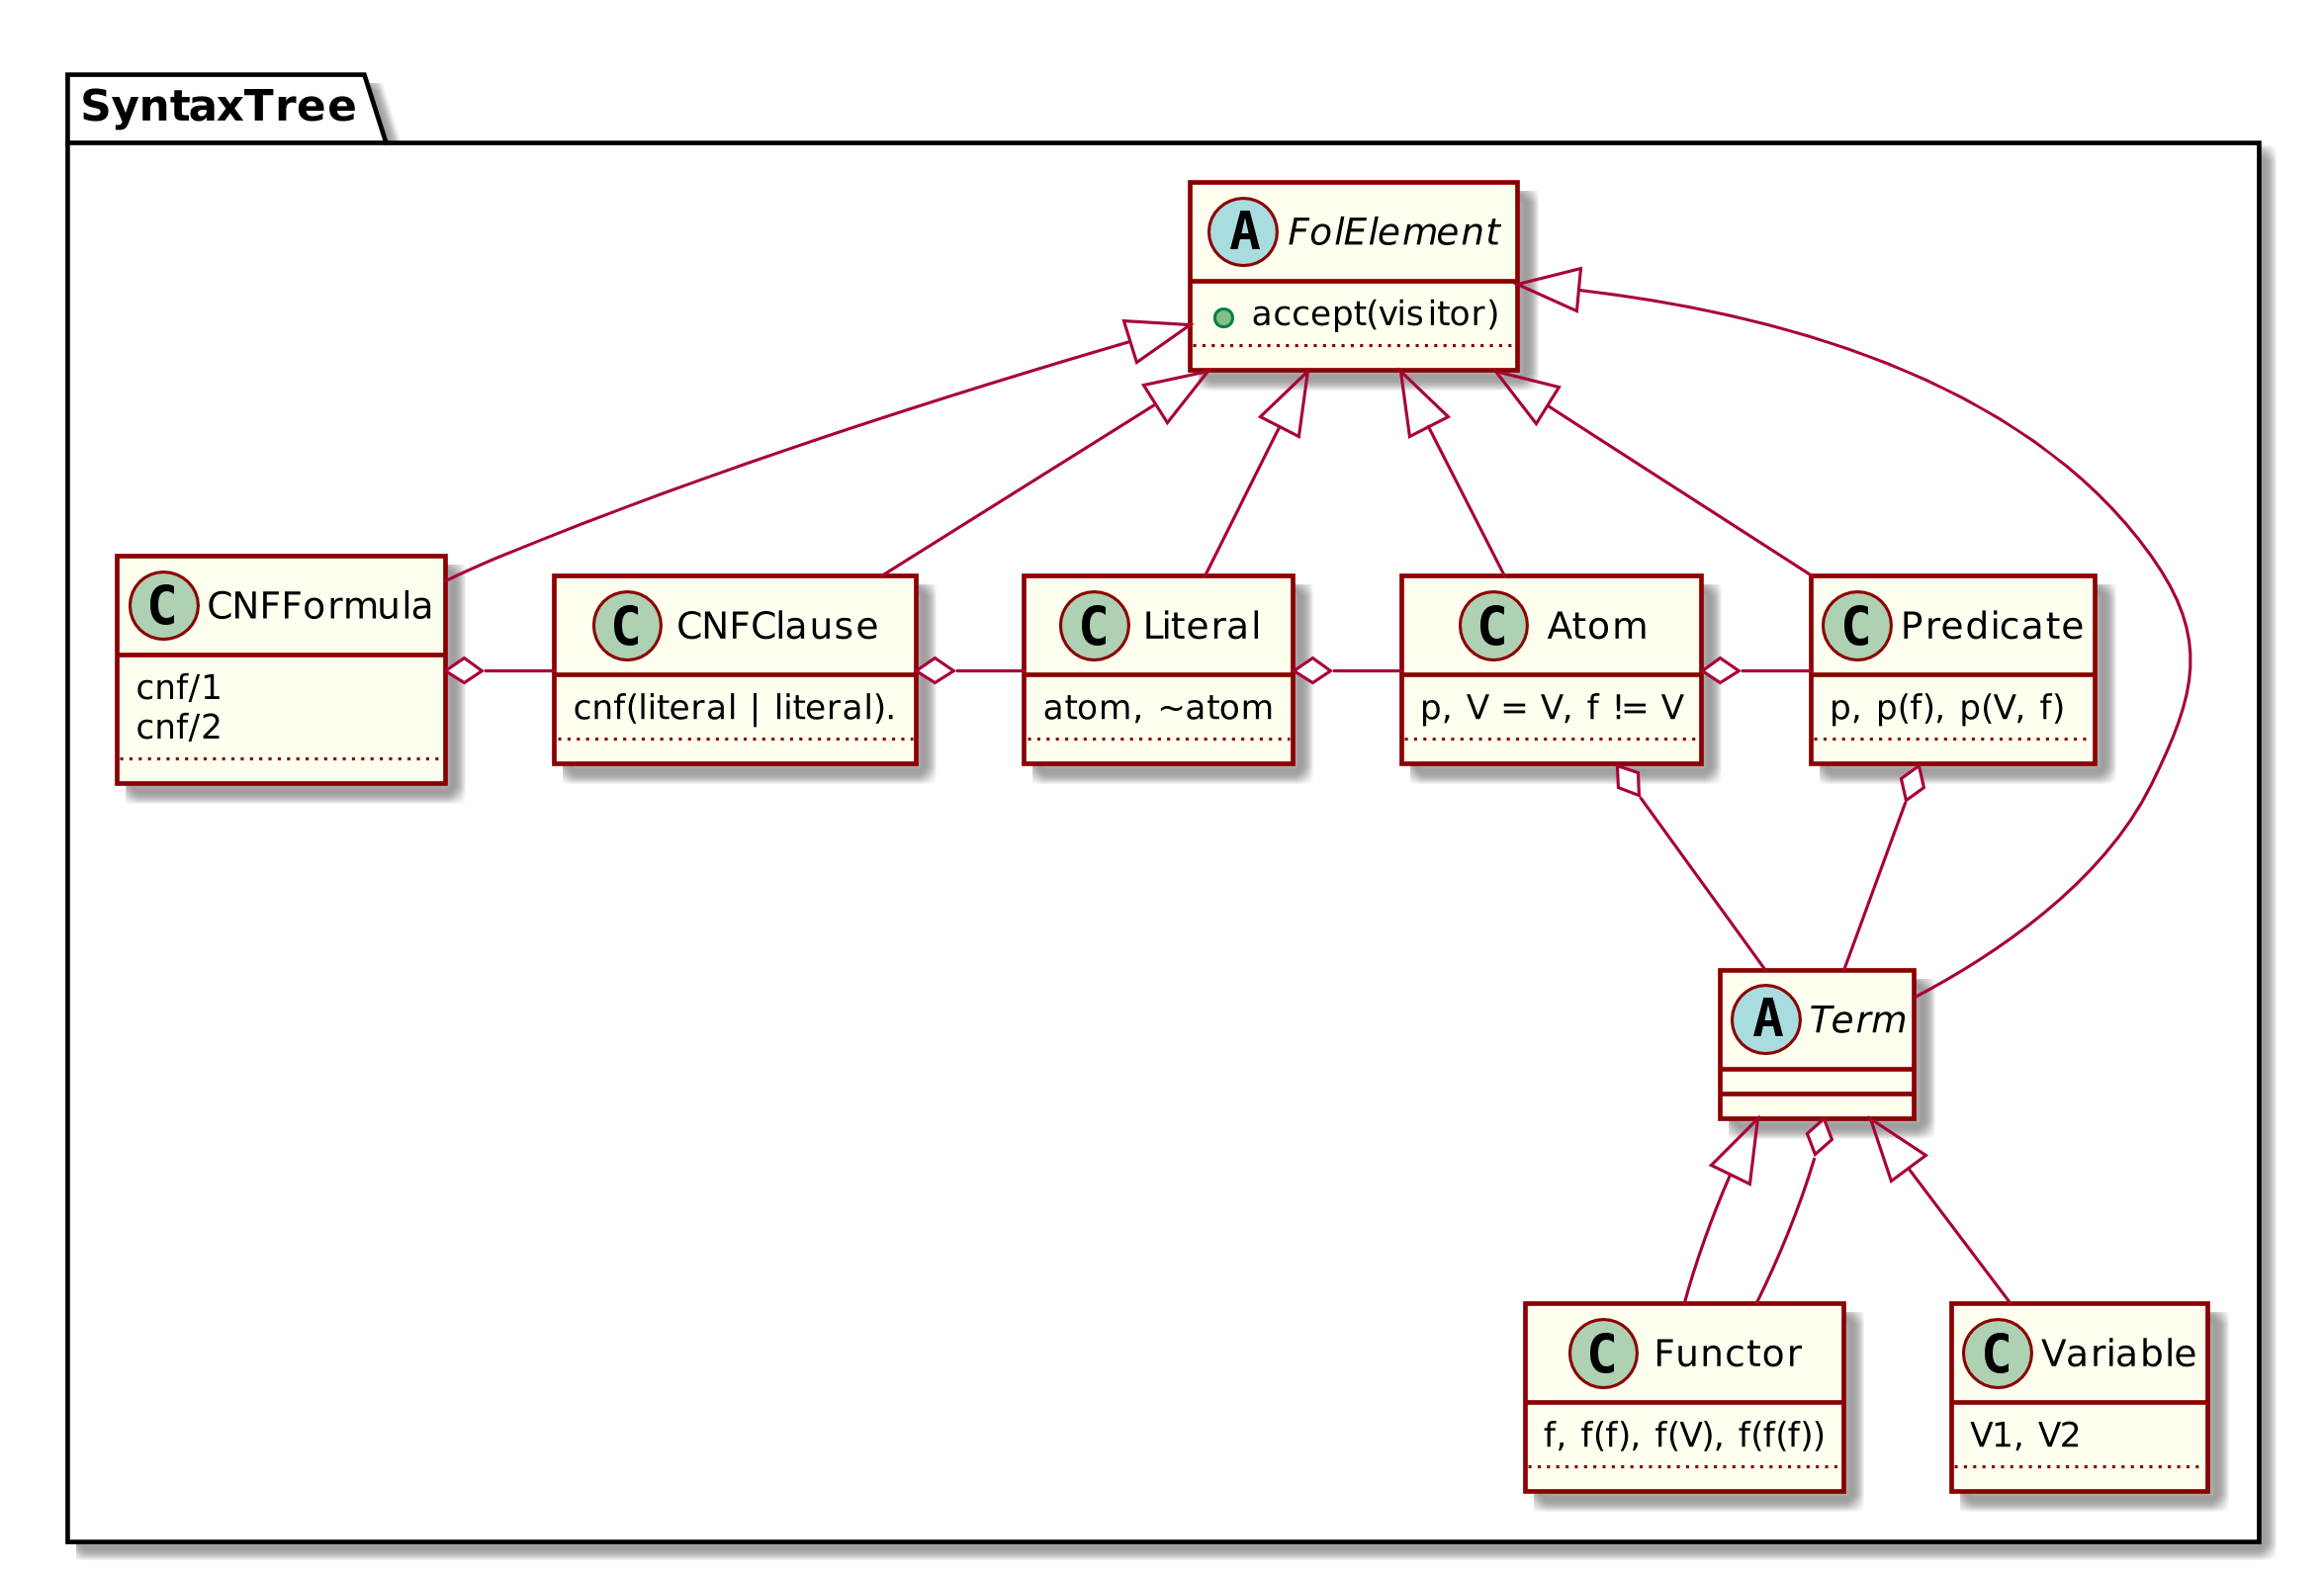 SyntaxTree
A FolElement
accept(visitor)
C CNFFormula
cnf/1
cnf/2
C CNFClause
cnf(literal | literal).
C Literal
atom, ~atom
C Atom
p, V = V, f != V
C Predicate
p, p(f), p(V, f)
A Term
C Functor
f, f(f), f(V), f(f(f))
C Variable
V1, V2